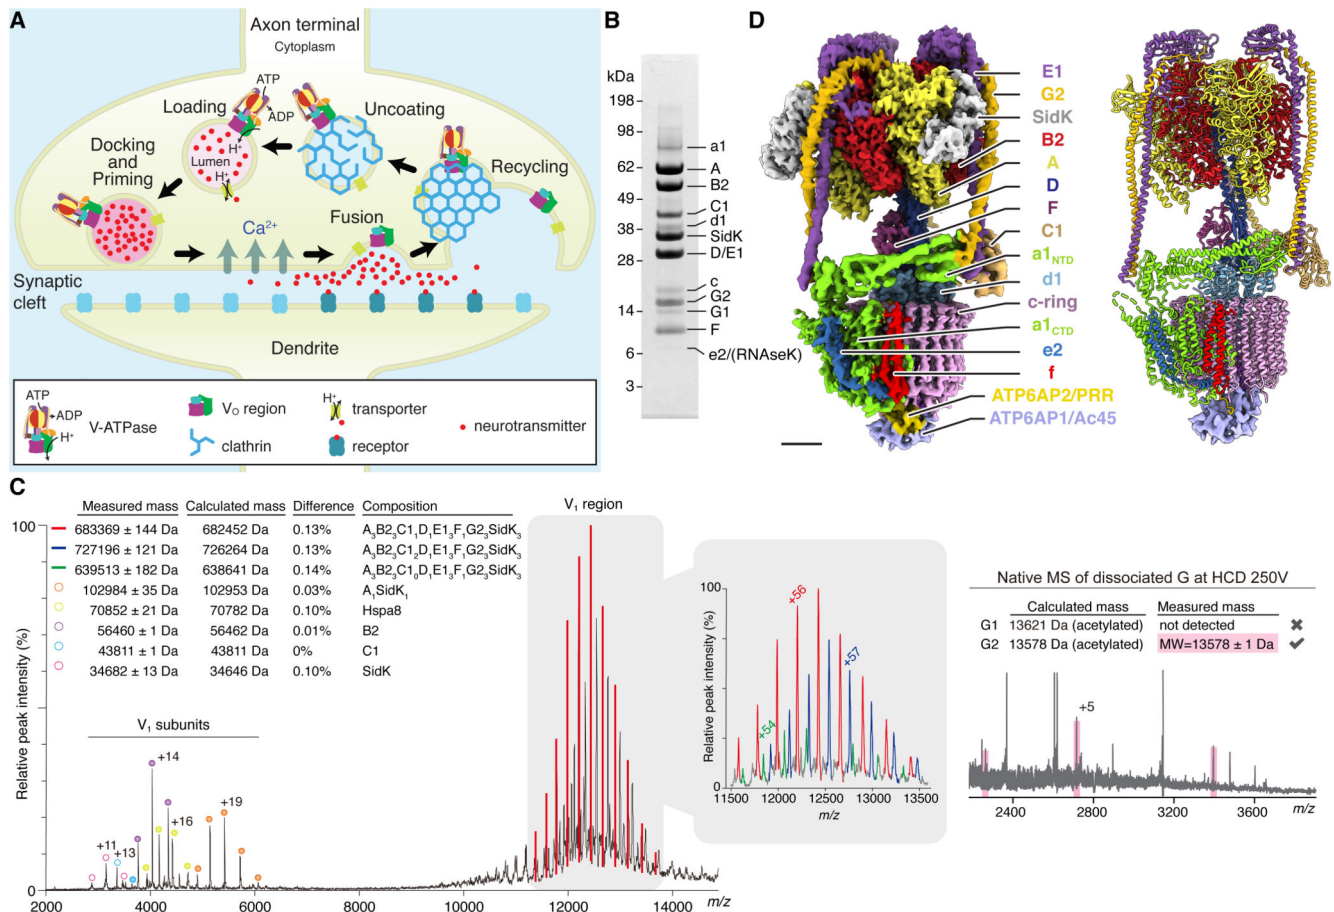 A
Axon terminal
Cytoplasm
ATP
ADP
Loading
Uncoating
H+
Lumen
H+
Docking
and
Priming
Recycling
Ca2+
Fusion
Synaptic
cleft
Dendrite
ATP
ADP
H+
V-ATPase
VO region
clathrin
H+
transporter
receptor
neurotransmitter
B
kDa
198
98
62
49
38
28
14
6
3
a1
A
B2
C1
d1
SidK
D/E1
c
G2
G1
F
e2/(RNAseK)
D
E1
G2
SidK
B2
A
D
F
C1
a1NTD
d1
c-ring
a1CTD
e2
f
ATP6AP2/PRR
ATP6AP1/Ac45
C
Measured mass Calculated mass Difference Composition
683369 ± 144 Da 682452 Da 0.13% A3B23C11D1E13F1G23SidK3
727196 ± 121 Da 726264 Da 0.13% A3B23C12D1E13F1G23SidK3
639513 ± 182 Da 638641 Da 0.14% A3B23C10D1E13F1G23SidK3
102984 ± 35 Da 102953 Da 0.03% A1SidK1
70852 ± 21 Da 70782 Da 0.10% Hspa8
56460 ± 1 Da 56462 Da 0.01% B2
43811 ± 1 Da 43811 Da 0% C1
34682 ± 13 Da 34646 Da 0.10% SidK
V1 region
V1 subunits
+14
+19
+16
+11
+13
Relative peak intensity (%)
100
0
2000 4000 6000 8000 10000 12000 14000 m/z
Relative peak intensity (%)
100
0
+56
+57
+54
11500 12000 12500 13000 13500
m/z
Native MS of dissociated G at HCD 250V
Calculated mass Measured mass
G1 13621 Da (acetylated) not detected ✖
G2 13578 Da (acetylated) MW=13578 ± 1 Da ✔
+5
2400 2800 3200 3600 m/z